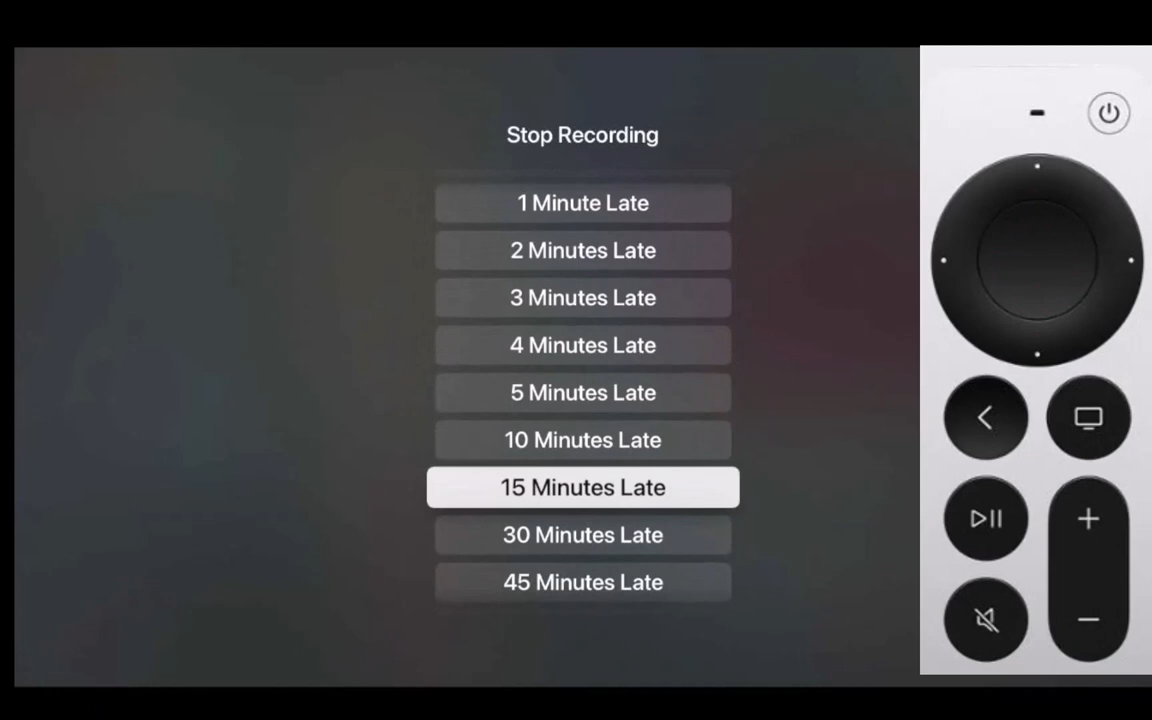 Stop Recording
1 Minute Late
2 Minutes Late
3 Minutes Late
4 Minutes Late
5 Minutes Late
10 Minutes Late
15 Minutes Late
30 Minutes Late
45 Minutes Late